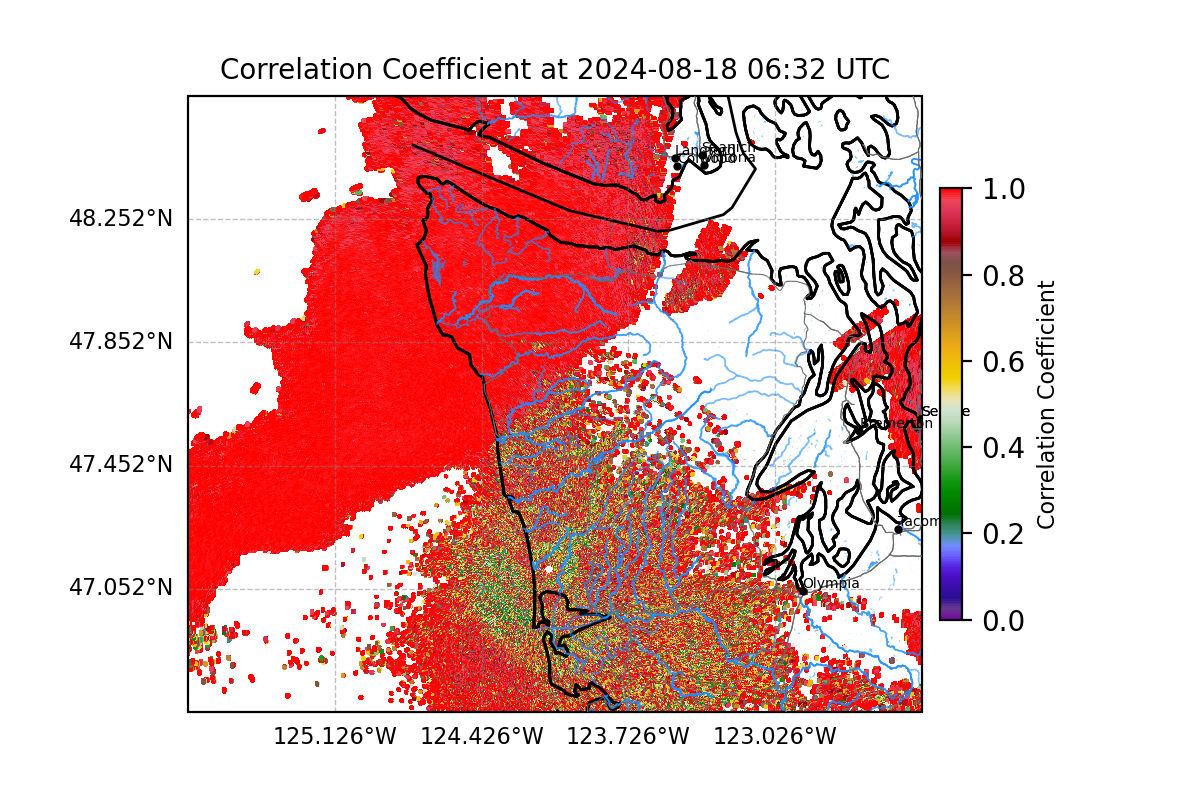 Correlation Coefficient at 2024-08-18 06:32 UTC
48.252°N
47.852°N
47.452°N
47.052°N
125.126°W
124.426°W
123.726°W
123.026°W
Bremerton
Tacom
Olympia
1.0
0.8
0.6
0.4
0.2
0.0
Correlation Coefficient